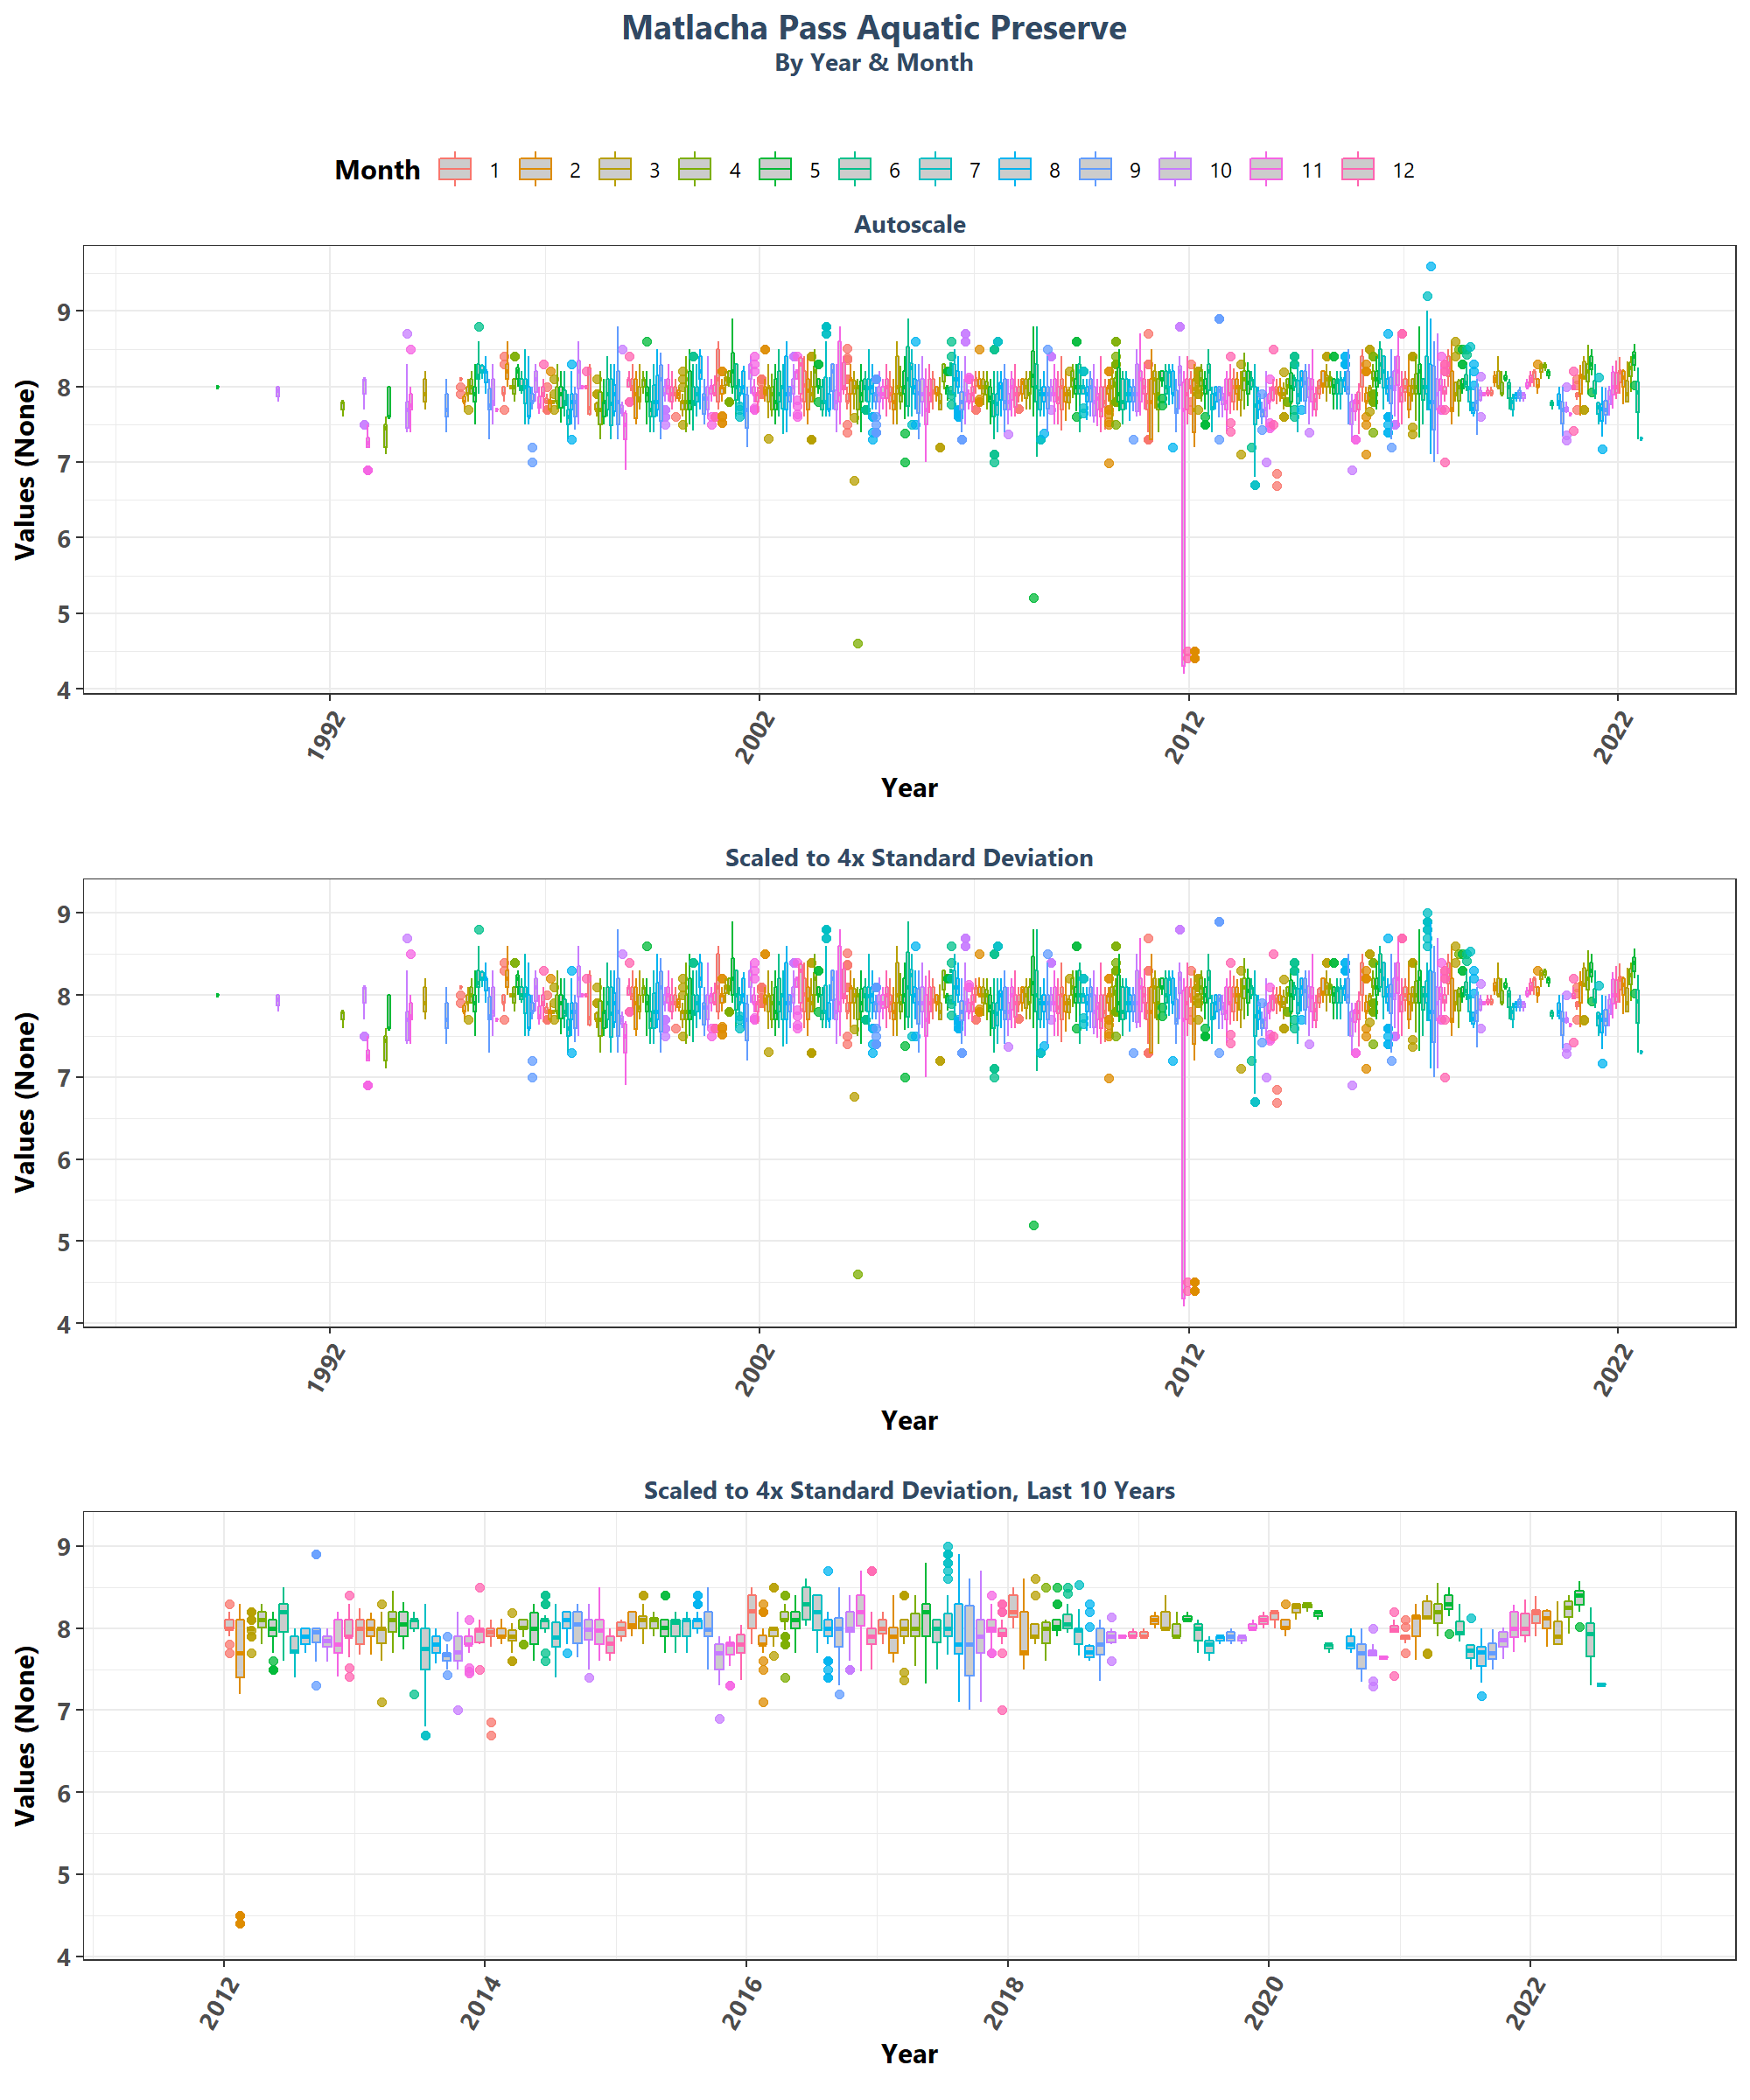 Matlacha Pass Aquatic Preserve
By Year & Month
Month 1 2 3 4 5 6 7 8 9 10 11 12
Autoscale
Values (None)
9
8
7
6
5
4
1992 2002 2012 2022
Year
Scaled to 4x Standard Deviation
Values (None)
9
8
7
6
5
4
1992 2002 2012 2022
Year
Scaled to 4x Standard Deviation, Last 10 Years
Values (None)
9
8
7
6
5
4
2012 2014 2016 2018 2020 2022
Year